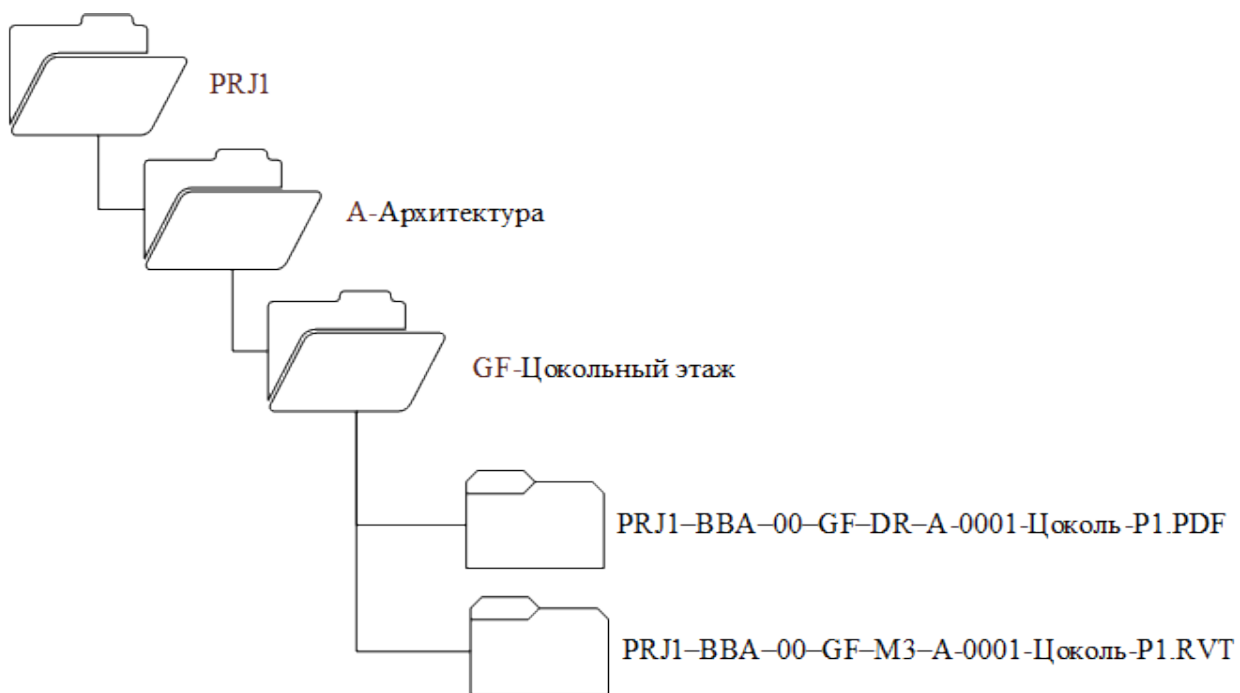 PRJ1
А-Архитектура
GF-Цокольный этаж
PRJ1–BBA–00–GF–DR–A-0001-Цоколь-P1.PDF
PRJ1–BBA–00–GF–M3–A-0001-Цоколь-P1.RVT